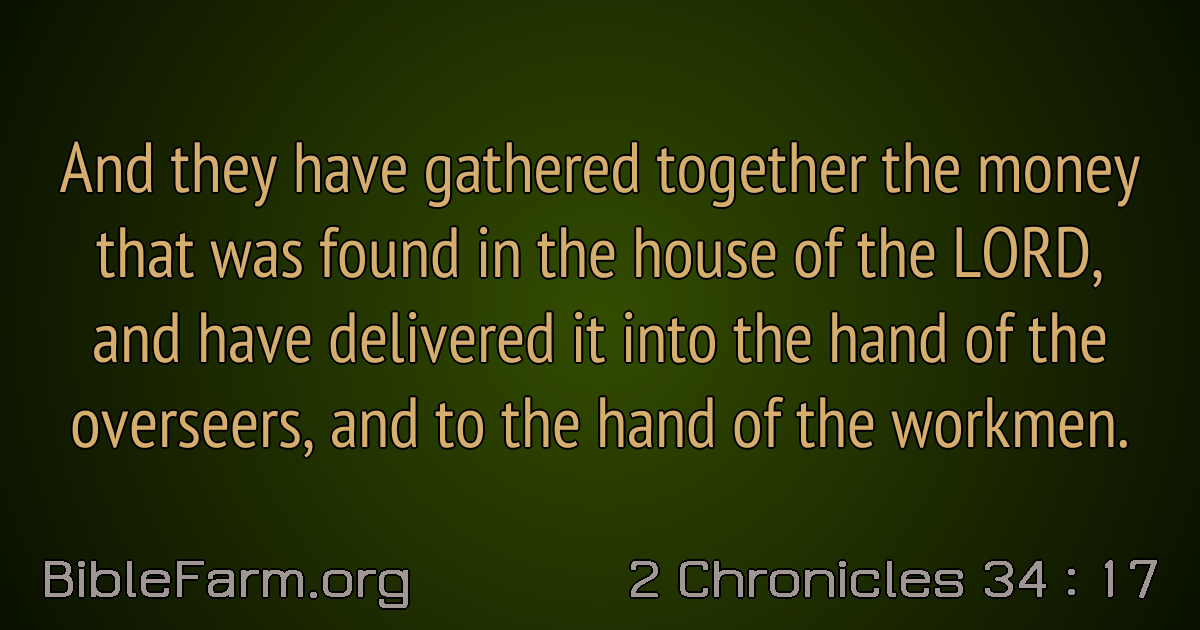 And they have gathered together the money
that was found in the house of the LORD,
and have delivered it into the hand of the
overseers, and to the hand of the workmen.
BibleFarm.org
2 Chronicles 34 : 17